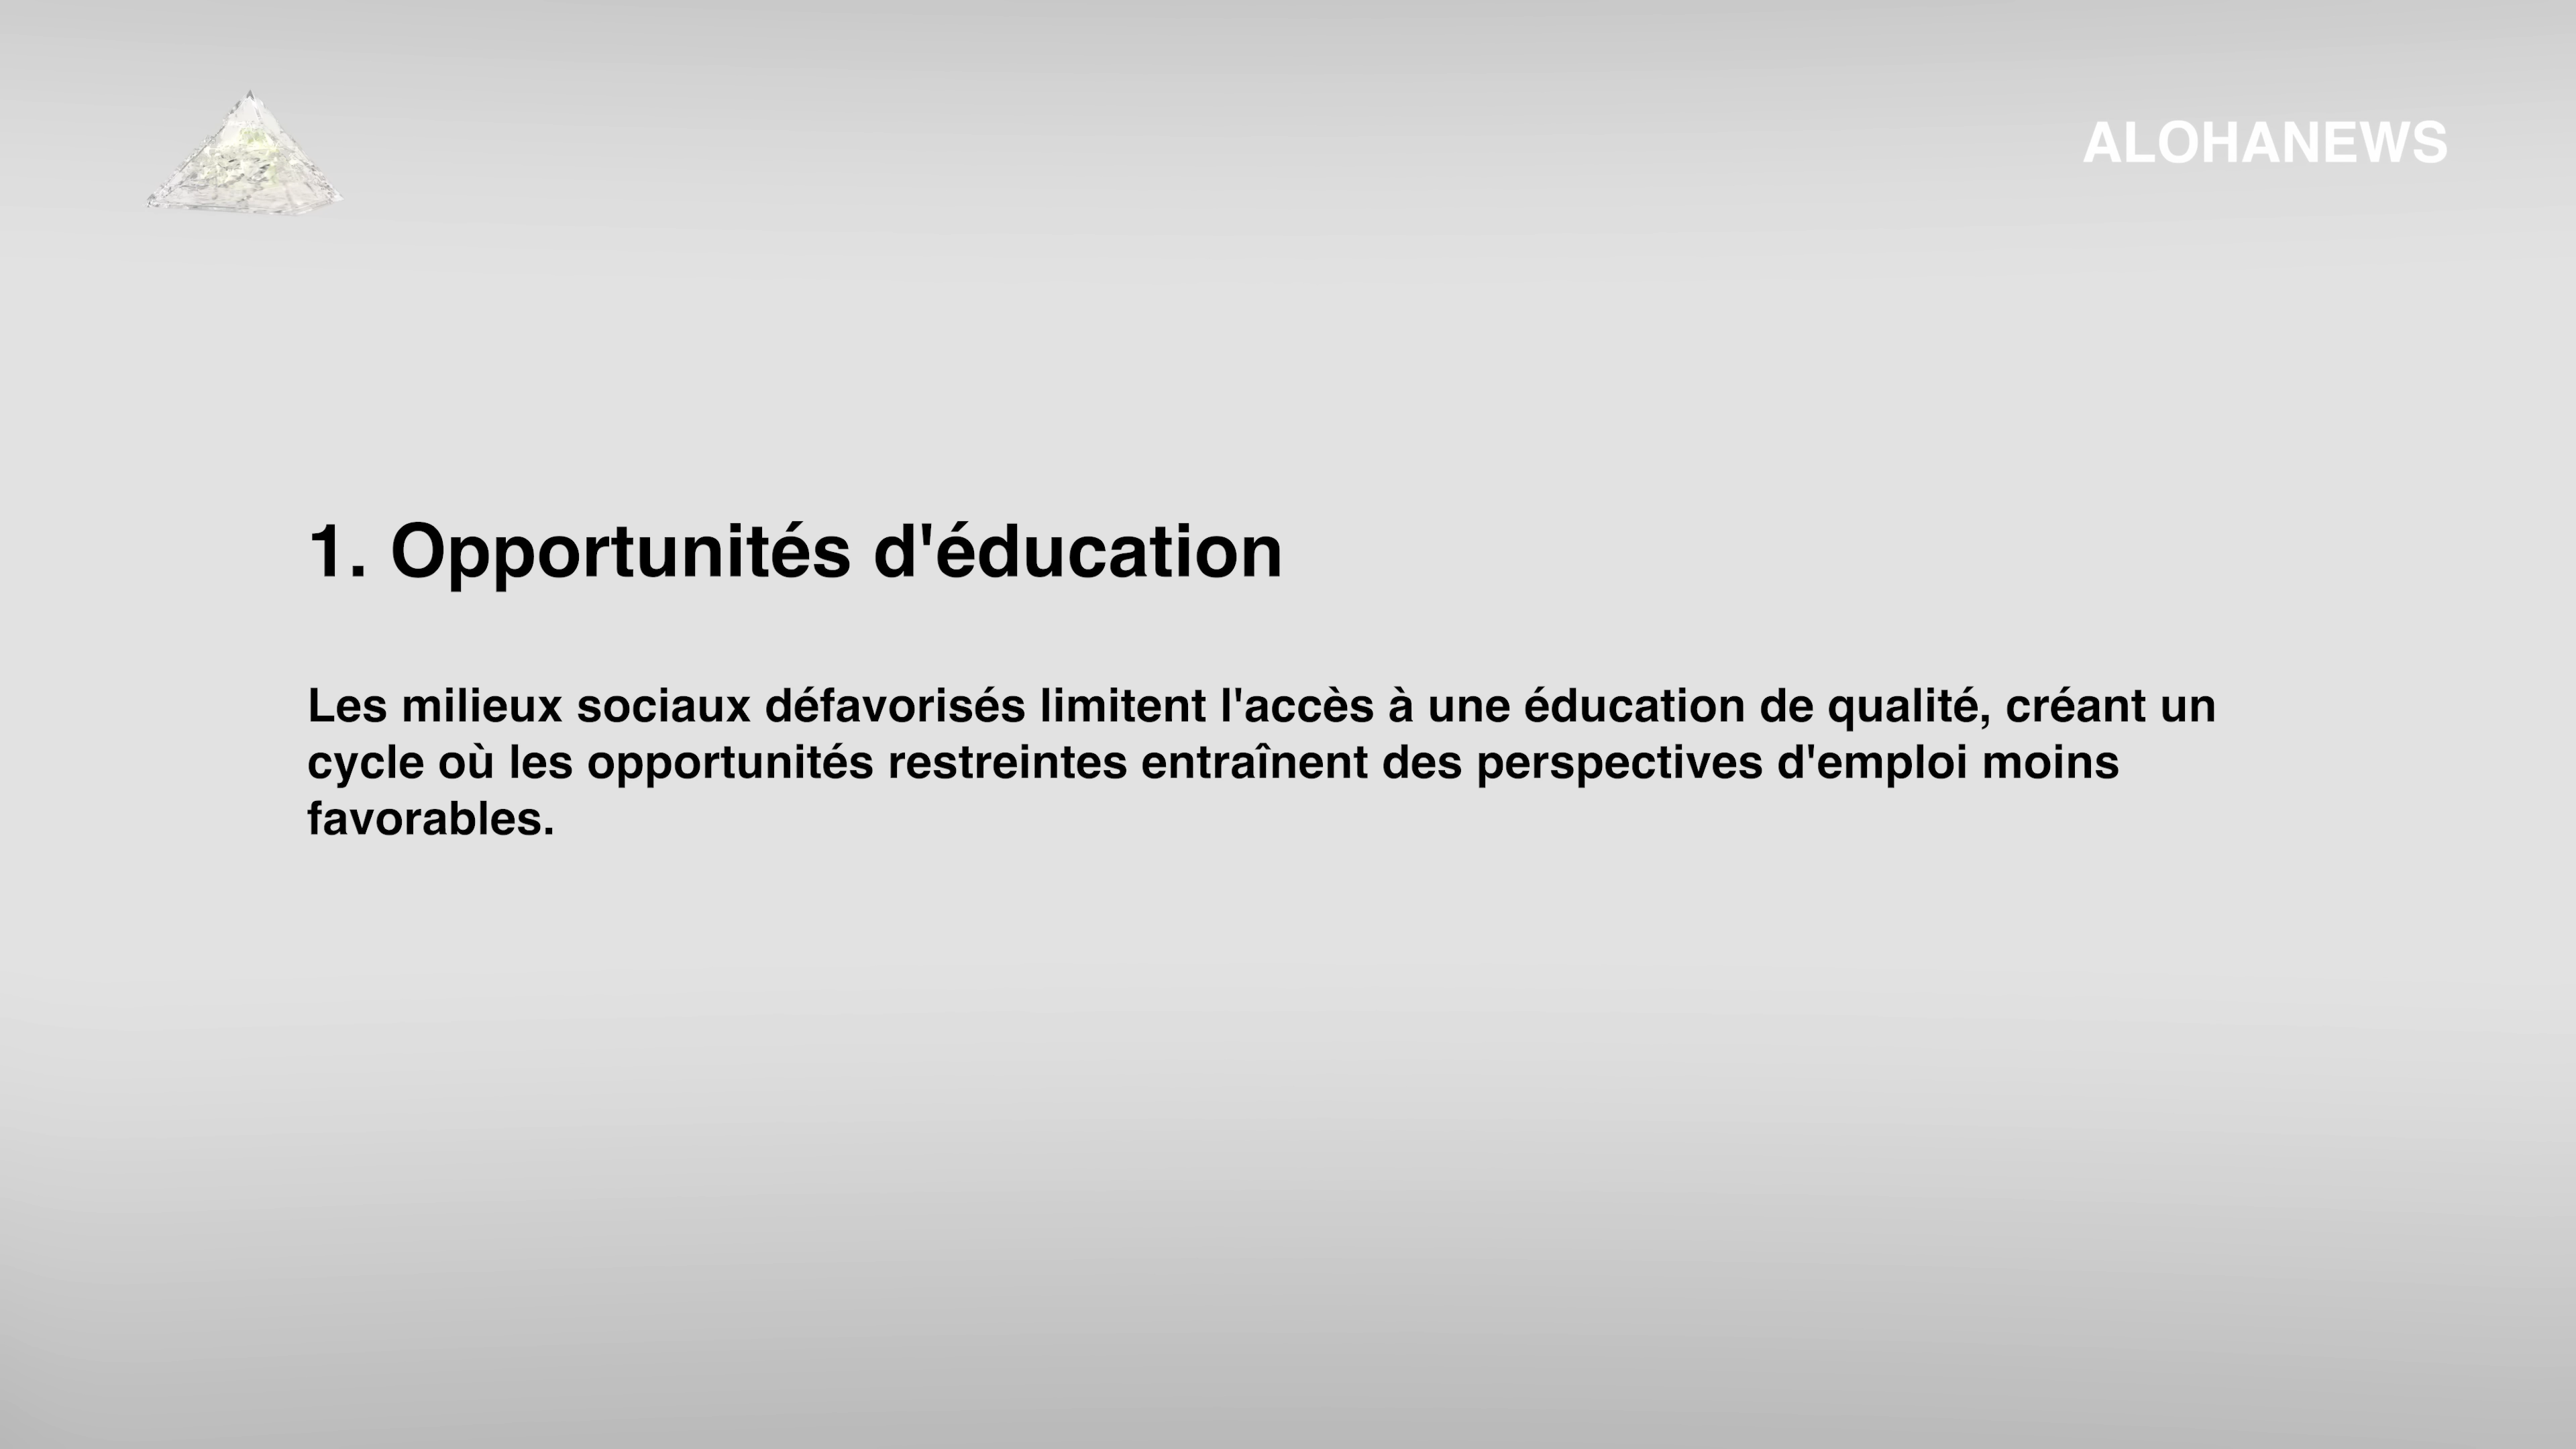 ALOHANEWS
1. Opportunités d'éducation
Les milieux sociaux défavorisés limitent l'accès à une éducation de qualité, créant un
cycle où les opportunités restreintes entraînent des perspectives d'emploi moins
favorables.